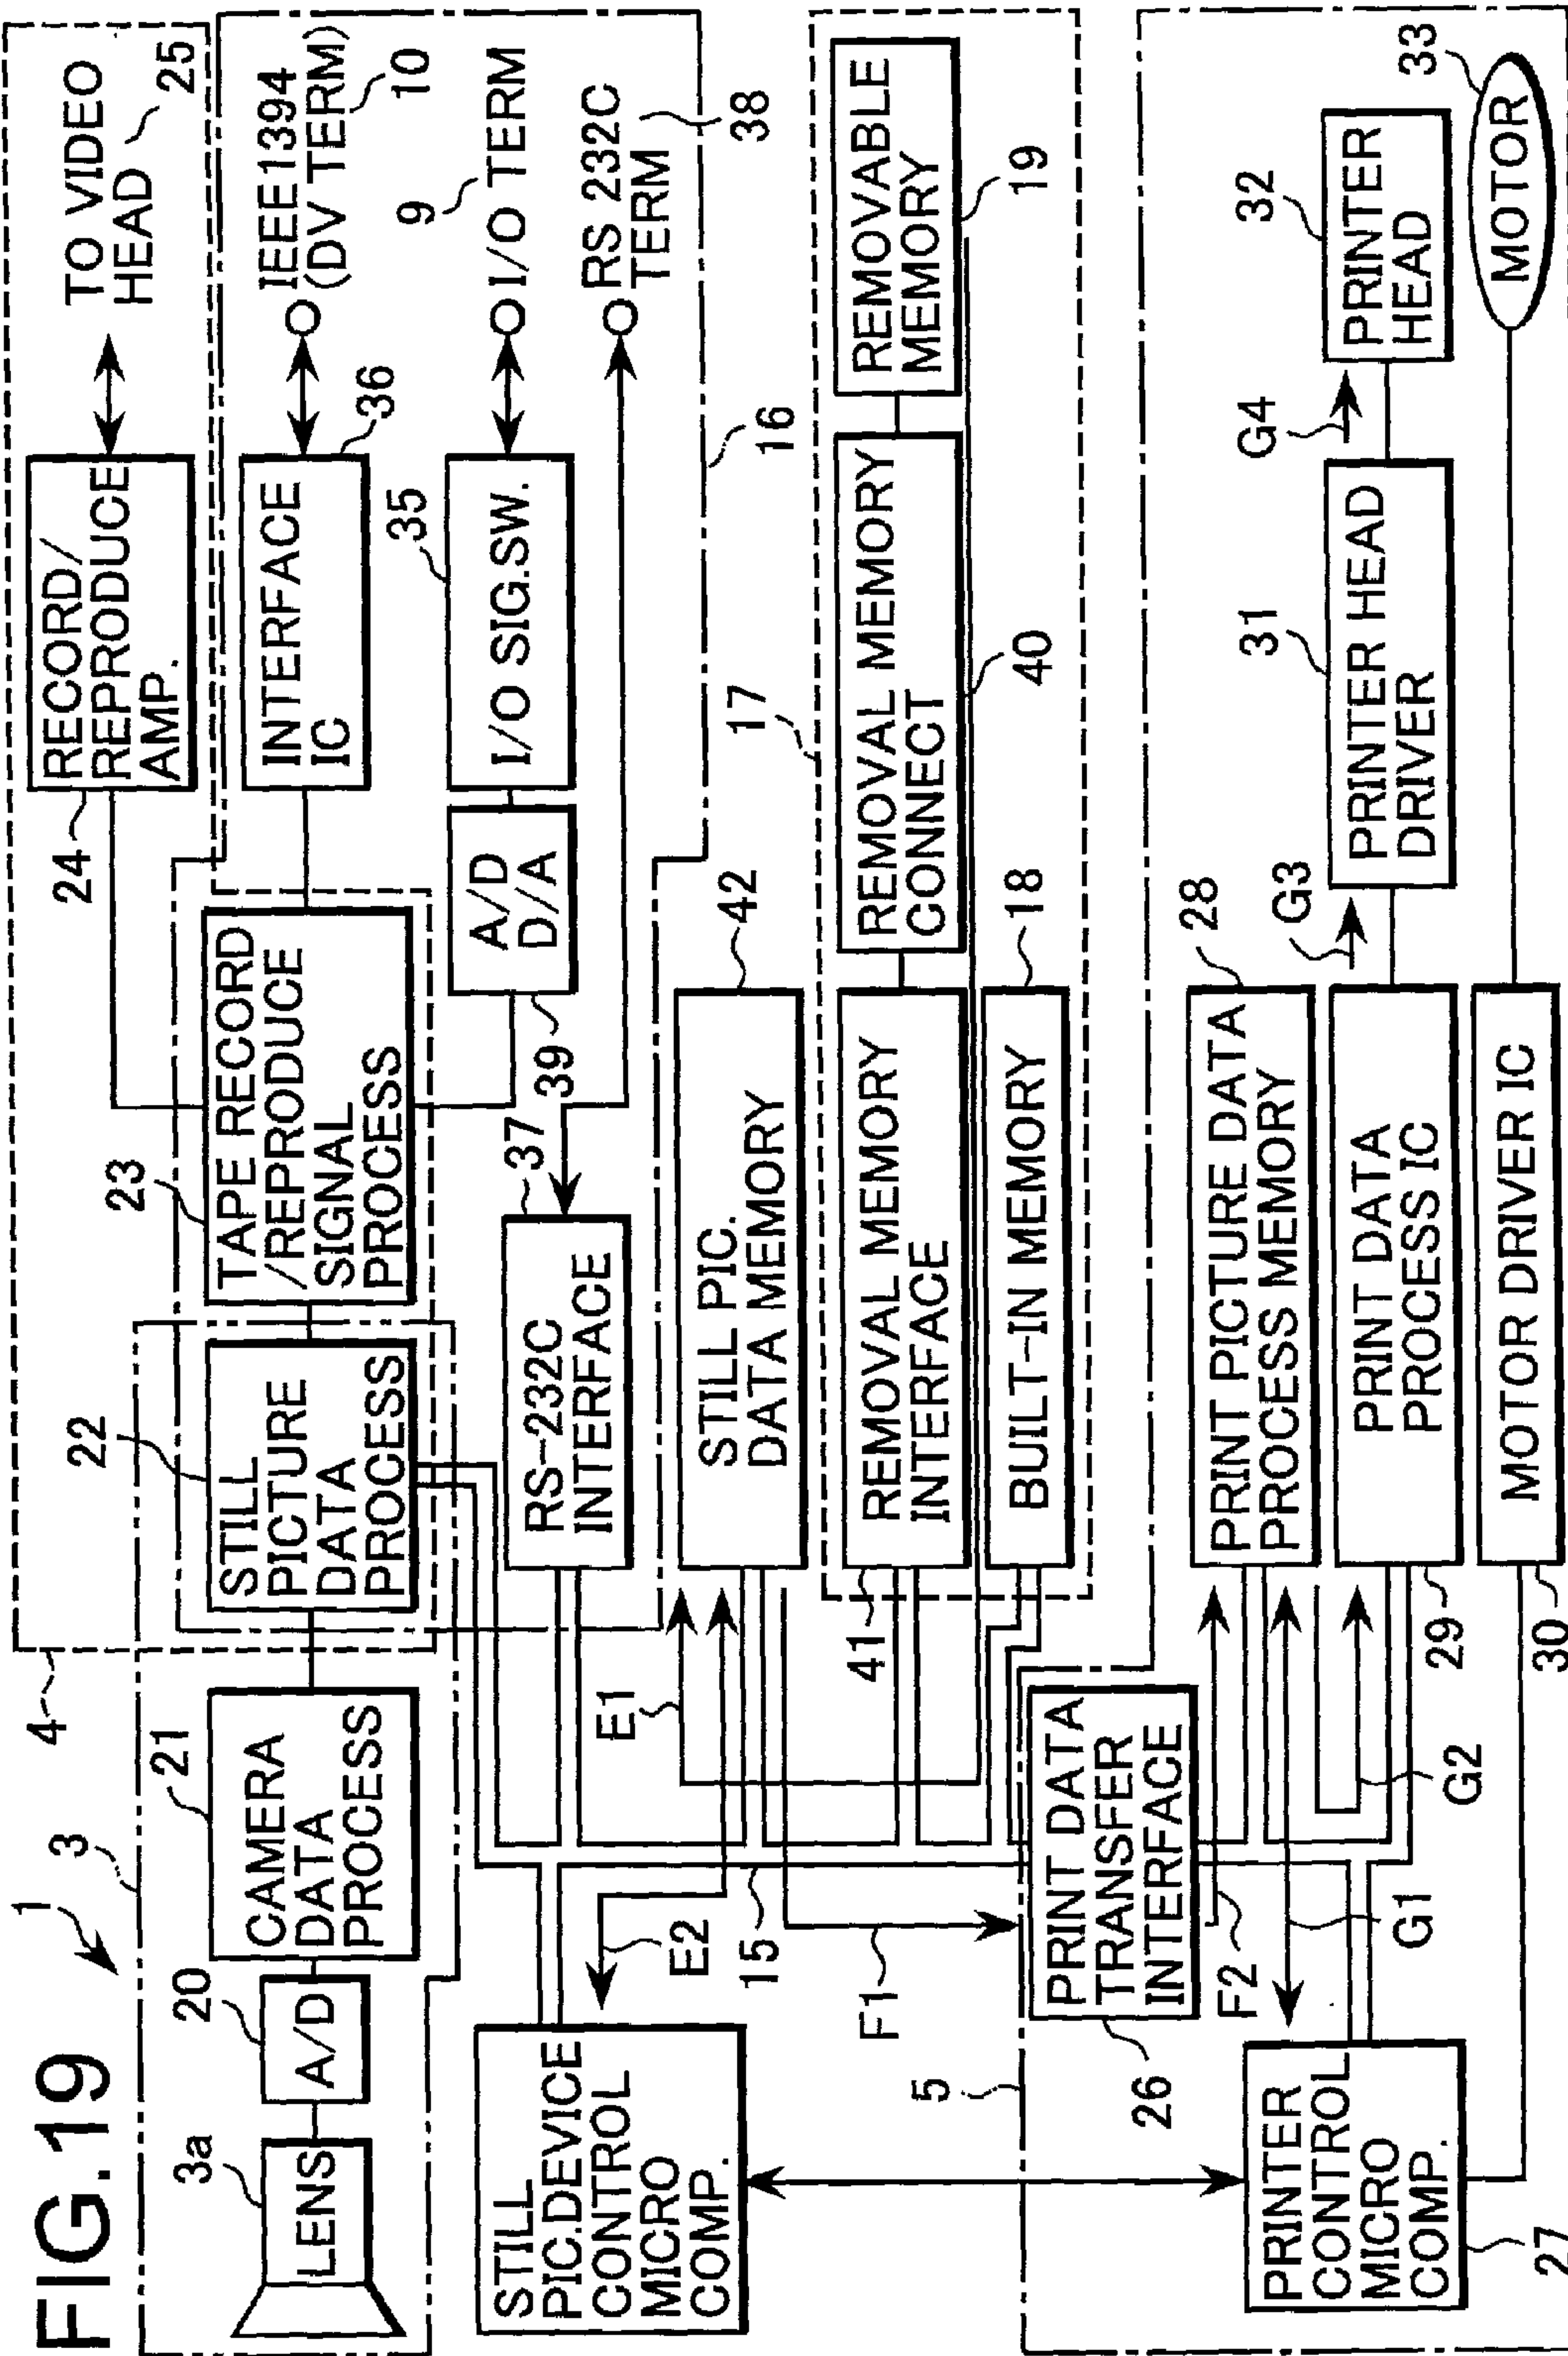 FIG.19
1
3
4
3a
LENS
20
A/D
21
CAMERA
DATA
PROCESS
22
STILL
PICTURE
DATA
PROCESS
23
TAPE RECORD
/REPRODUCE
SIGNAL
PROCESS
24
RECORD/
REPRODUCE
AMP.
TO VIDEO
HEAD
25
INTERFACE
IC
36
IEEE1394
(DV TERM)
10
A/D
D/A
39
I/O SIG.SW.
35
9
I/O TERM
RS 232C
TERM
38
37
RS-232C
INTERFACE
16
STILL
PIC.DEVICE
CONTROL
MICRO
COMP.
E1
E2
15
F1
STILL PIC.
DATA MEMORY
42
17
41
REMOVAL MEMORY
INTERFACE
REMOVAL MEMORY
CONNECT
40
REMOVABLE
MEMORY
19
BUILT-IN MEMORY
18
5
PRINT DATA
TRANSFER
INTERFACE
26
F2
G1
G2
PRINTER
CONTROL
MICRO
COMP.
27
PRINT PICTURE DATA
PROCESS MEMORY
28
PRINT DATA
PROCESS IC
29
MOTOR DRIVER IC
30
G3
PRINTER HEAD
DRIVER
31
G4
PRINTER
HEAD
32
MOTOR
33